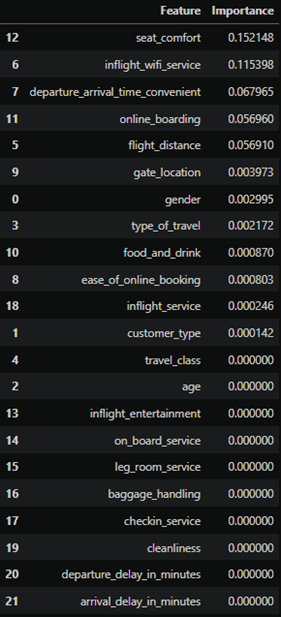 Feature Importance
12 seat_comfort 0.152148
6 inflight_wifi_service 0.115398
7 departure_arrival_time_convenient 0.067965
11 online_boarding 0.056960
5 flight_distance 0.056910
9 gate_location 0.003973
0 gender 0.002995
3 type_of_travel 0.002172
10 food_and_drink 0.000870
8 ease_of_online_booking 0.000803
18 inflight_service 0.000246
1 customer_type 0.000142
4 travel_class 0.000000
2 age 0.000000
13 inflight_entertainment 0.000000
14 on_board_service 0.000000
15 leg_room_service 0.000000
16 baggage_handling 0.000000
17 checkin_service 0.000000
19 cleanliness 0.000000
20 departure_delay_in_minutes 0.000000
21 arrival_delay_in_minutes 0.000000